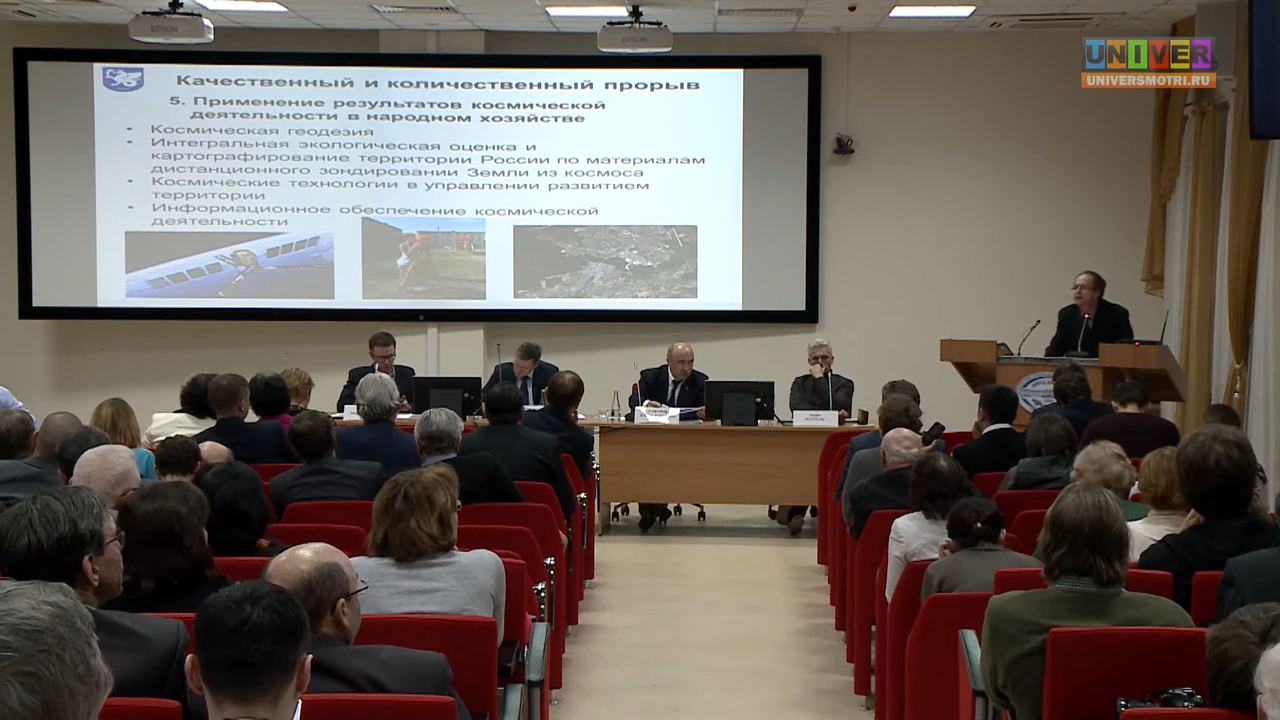 EPSON
EPSON
UNIVER
UNIVERSMOTRI.RU
Качественный и количественный прорыв
5. Применение результатов космической
деятельности в народном хозяйстве
• Космическая геодезия
• Интегральная экологическая оценка и
картографирование территории России по материалам
дистанционного зондировании Земли из космоса
• Космические технологии в управлении развитием
территории
• Информационное обеспечение космической
деятельности